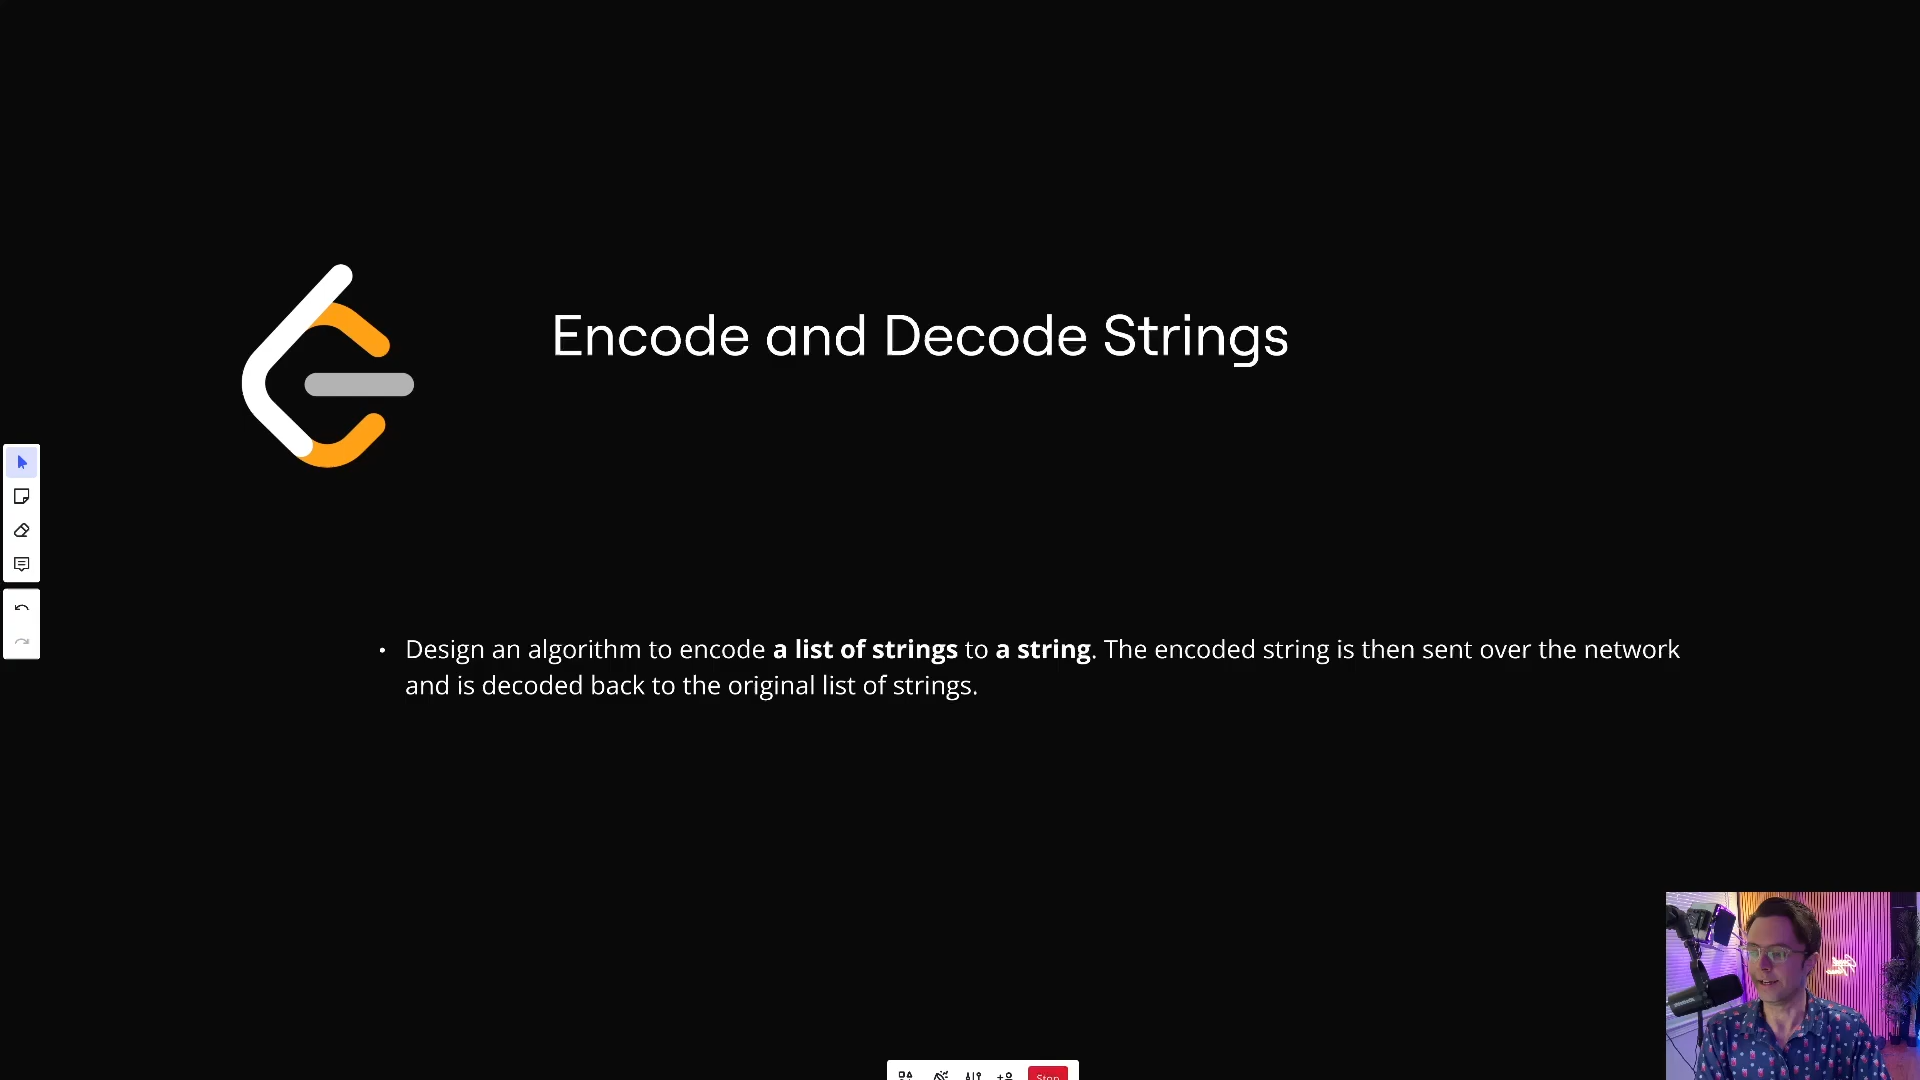 Encode and Decode Strings
• Design an algorithm to encode a list of strings to a string. The encoded string is then sent over the network
and is decoded back to the original list of strings.
Stop